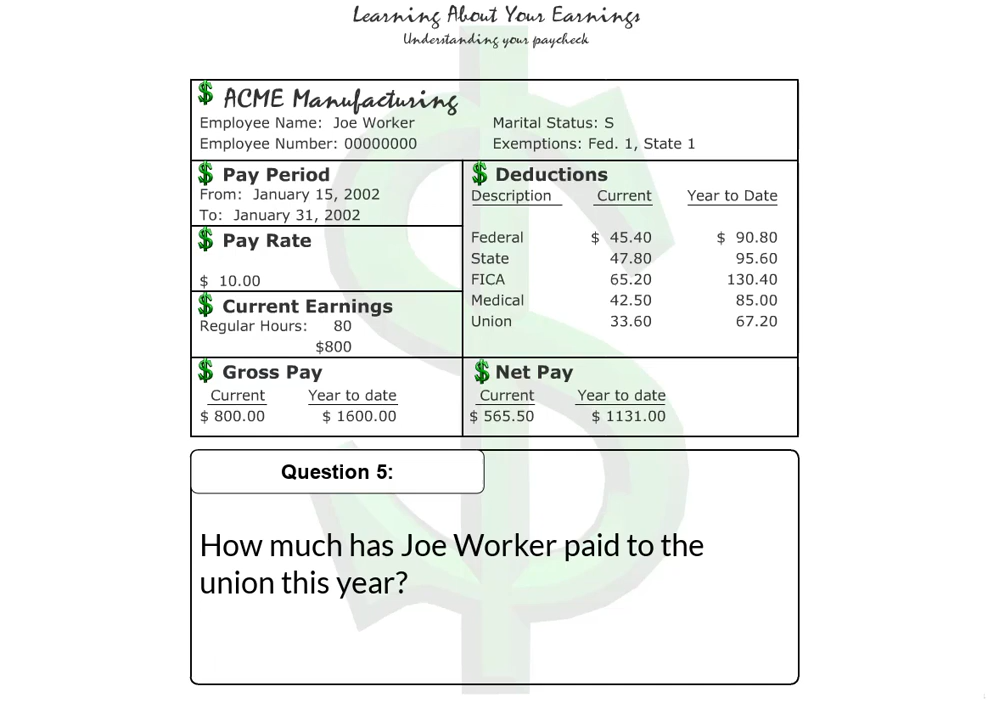 Learning About Your Earnings
Understanding your paycheck
ACME Manufacturing
Employee Name: Joe Worker
Employee Number: 00000000
Marital Status: S
Exemptions: Fed. 1, State 1
Pay Period
From: January 15, 2002
To: January 31, 2002
Pay Rate
$ 10.00
Current Earnings
Regular Hours: 80
$800
Deductions
Description Current Year to Date
Federal $ 45.40 $ 90.80
State 47.80 95.60
FICA 65.20 130.40
Medical 42.50 85.00
Union 33.60 67.20
Gross Pay
Current Year to date
$ 800.00 $ 1600.00
Net Pay
Current Year to date
$ 565.50 $ 1131.00
Question 5:
How much has Joe Worker paid to the
union this year?